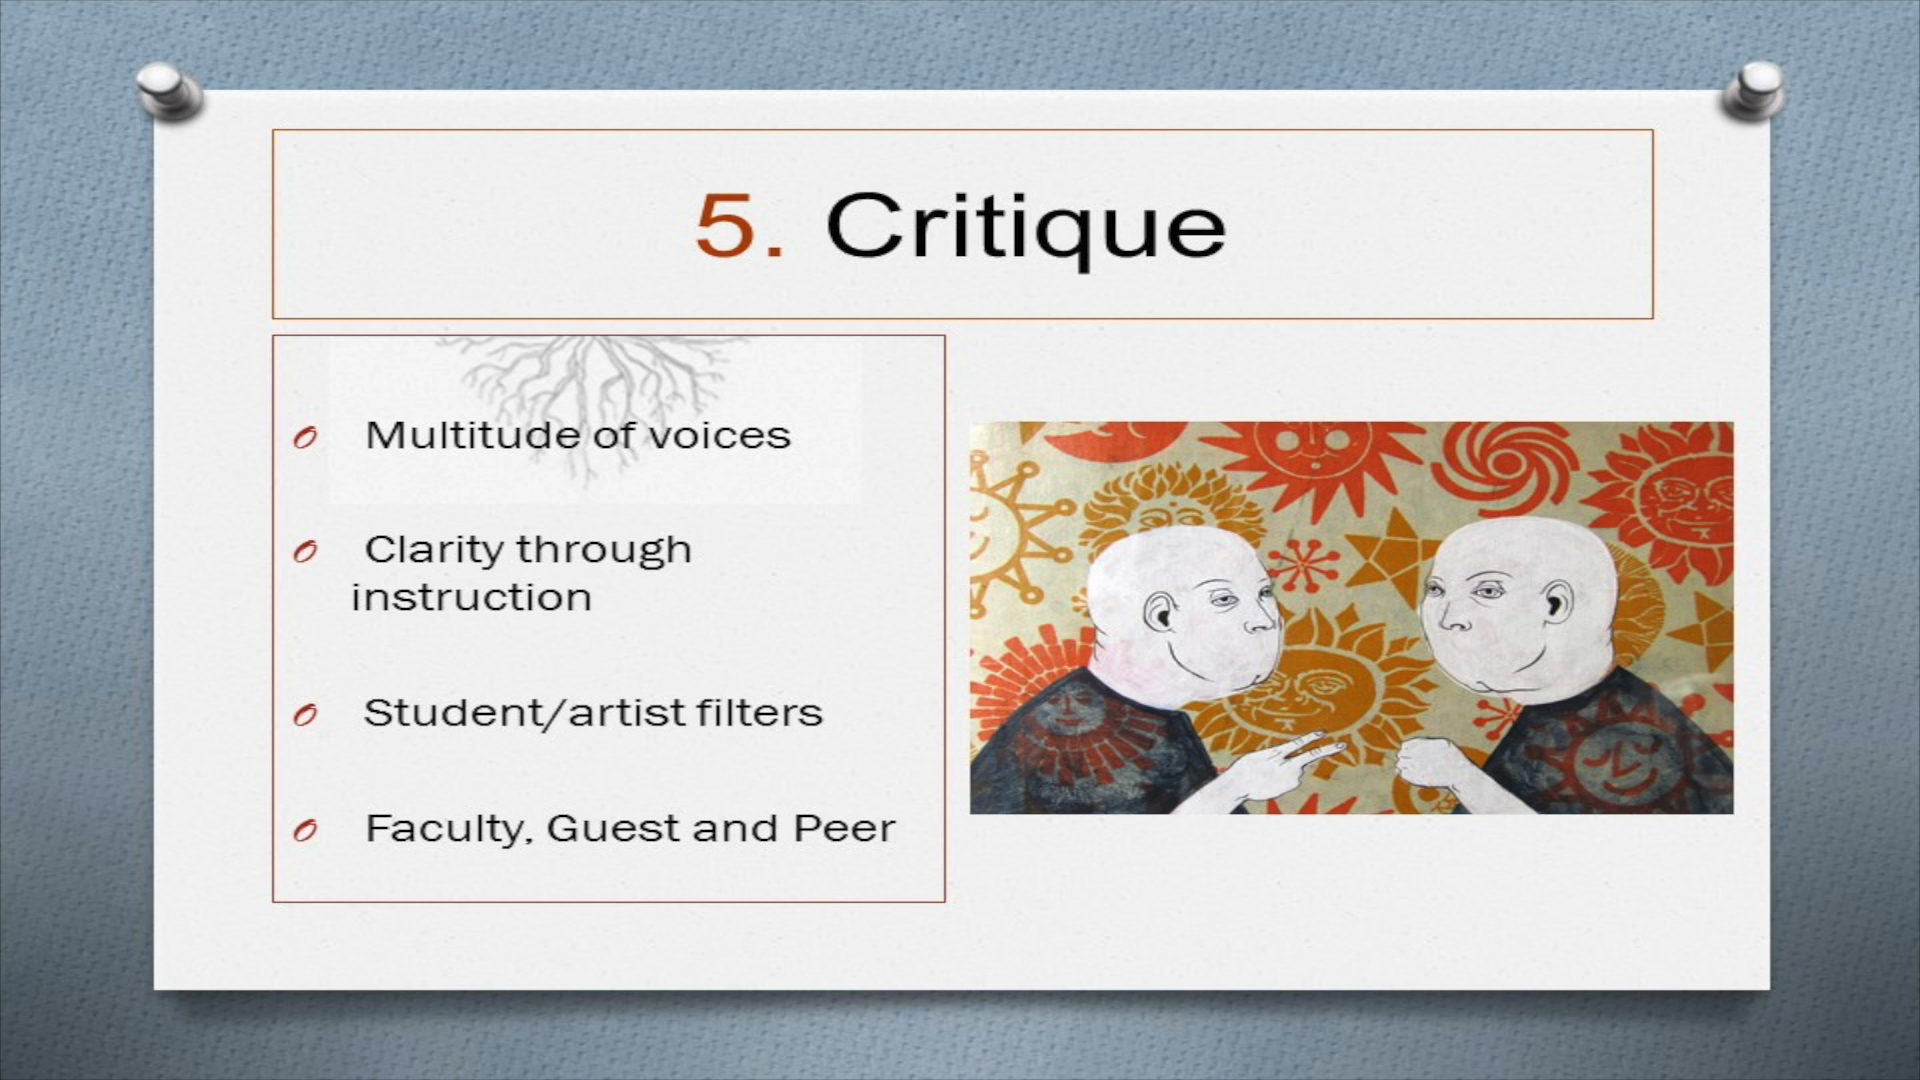 5. Critique
Multitude of voices
Clarity through
instruction
Student/artist filters
Faculty, Guest and Peer